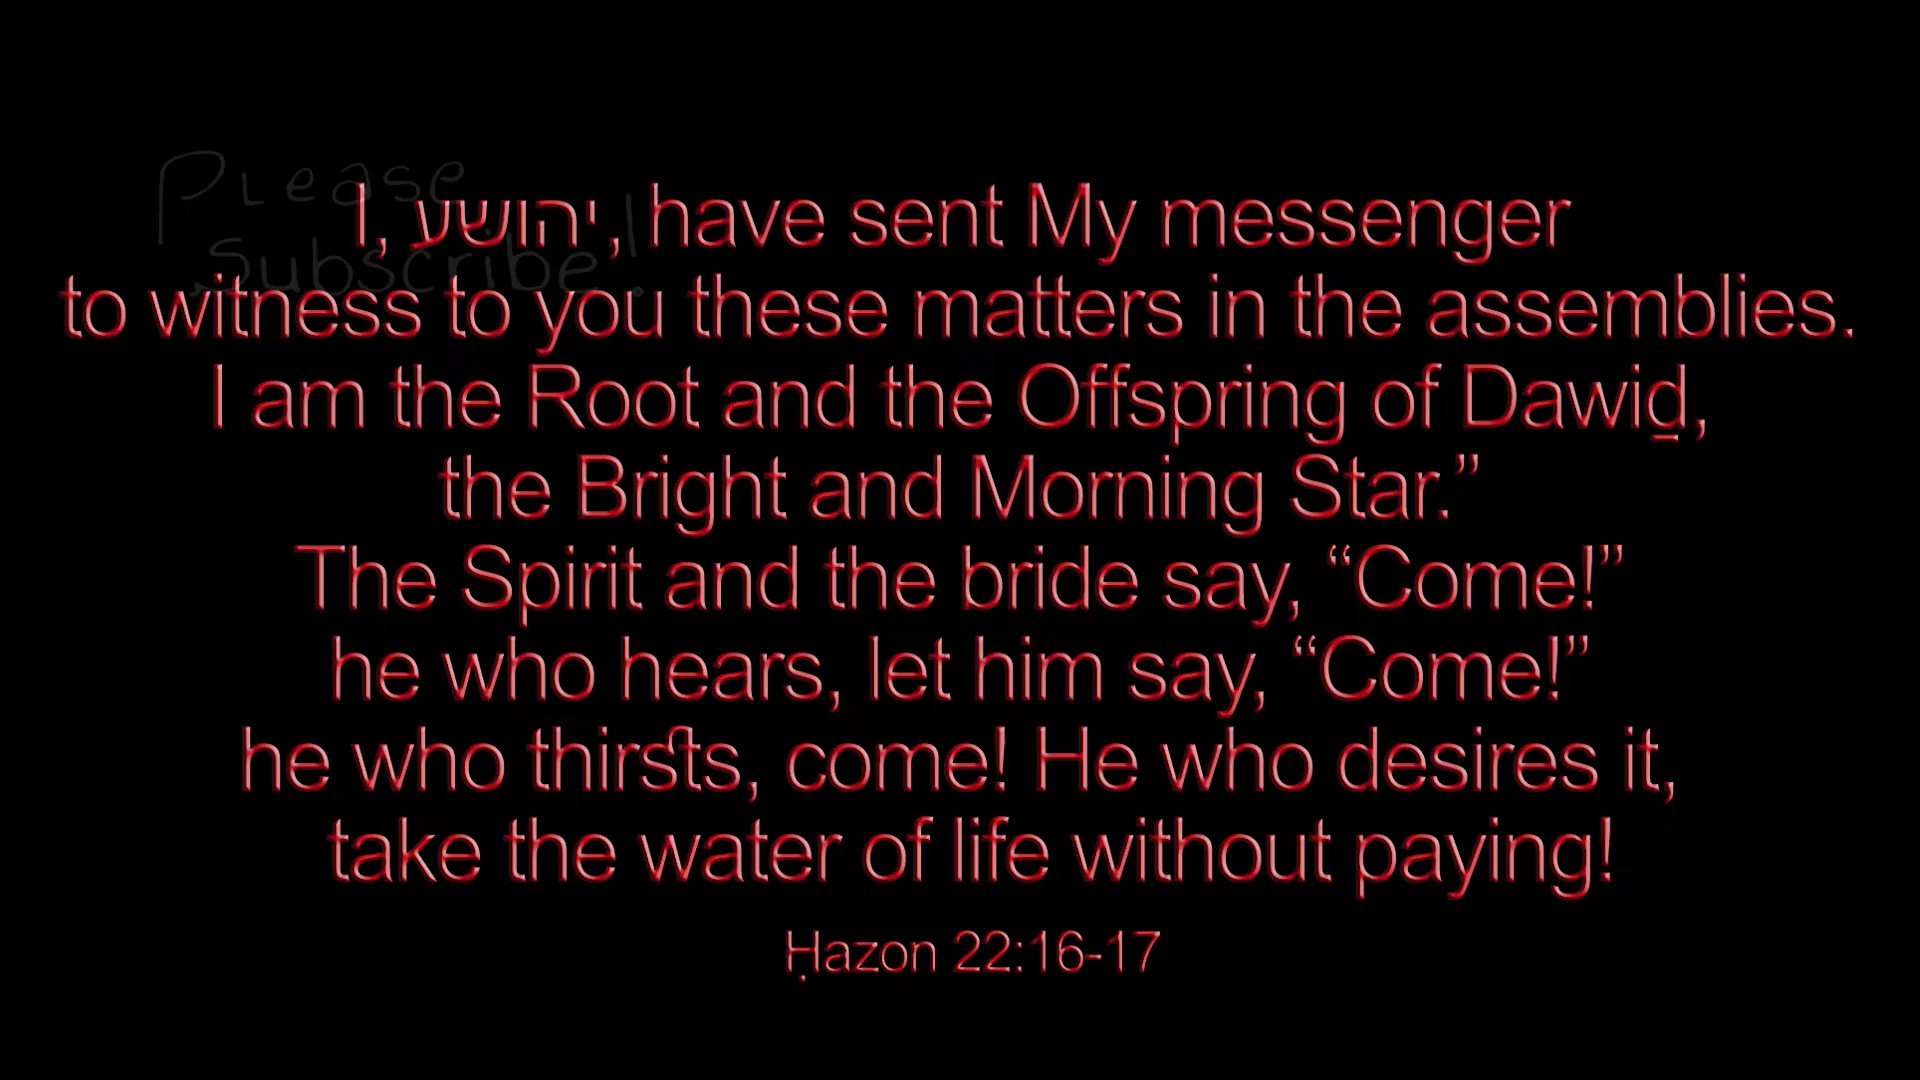 Please
Subscribe!
I, יהושע, have sent My messenger
to witness to you these matters in the assemblies.
I am the Root and the Offspring of Dawiḏ,
the Bright and Morning Star.”
The Spirit and the bride say, “Come!”
he who hears, let him say, “Come!”
he who thirsts, come! He who desires it,
take the water of life without paying!
Ḥazon 22:16-17